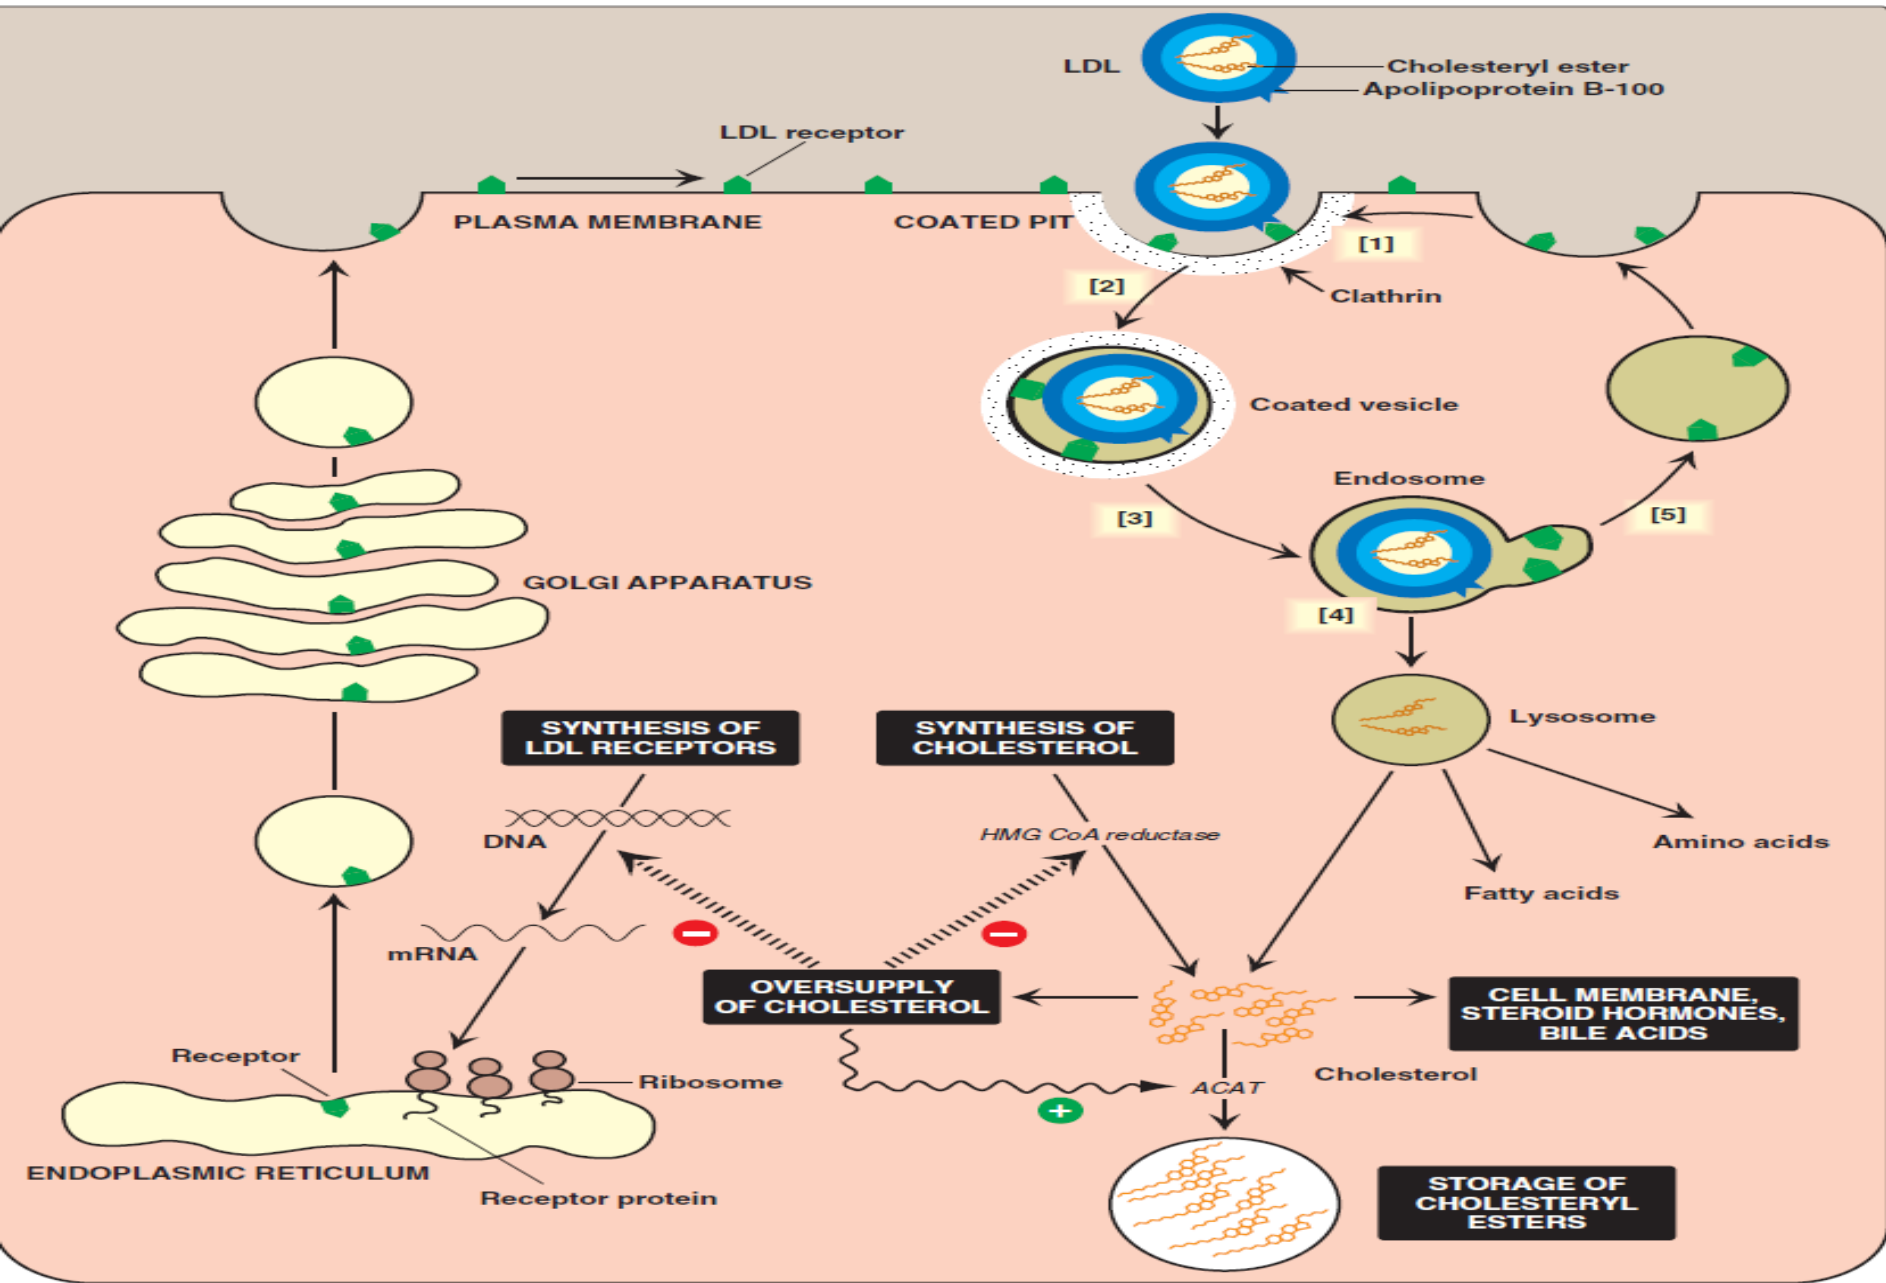 LDL
Cholesteryl ester
Apolipoprotein B-100
LDL receptor
PLASMA MEMBRANE
COATED PIT
[1]
[2]
Clathrin
Coated vesicle
Endosome
[3]
[5]
GOLGI APPARATUS
[4]
SYNTHESIS OF
LDL RECEPTORS
SYNTHESIS OF
CHOLESTEROL
Lysosome
DNA
HMG CoA reductase
Amino acids
Fatty acids
mRNA
OVERSUPPLY
OF CHOLESTEROL
CELL MEMBRANE,
STEROID HORMONES,
BILE ACIDS
Receptor
Ribosome
Cholesterol
ACAT
ENDOPLASMIC RETICULUM
Receptor protein
STORAGE OF
CHOLESTERYL
ESTERS